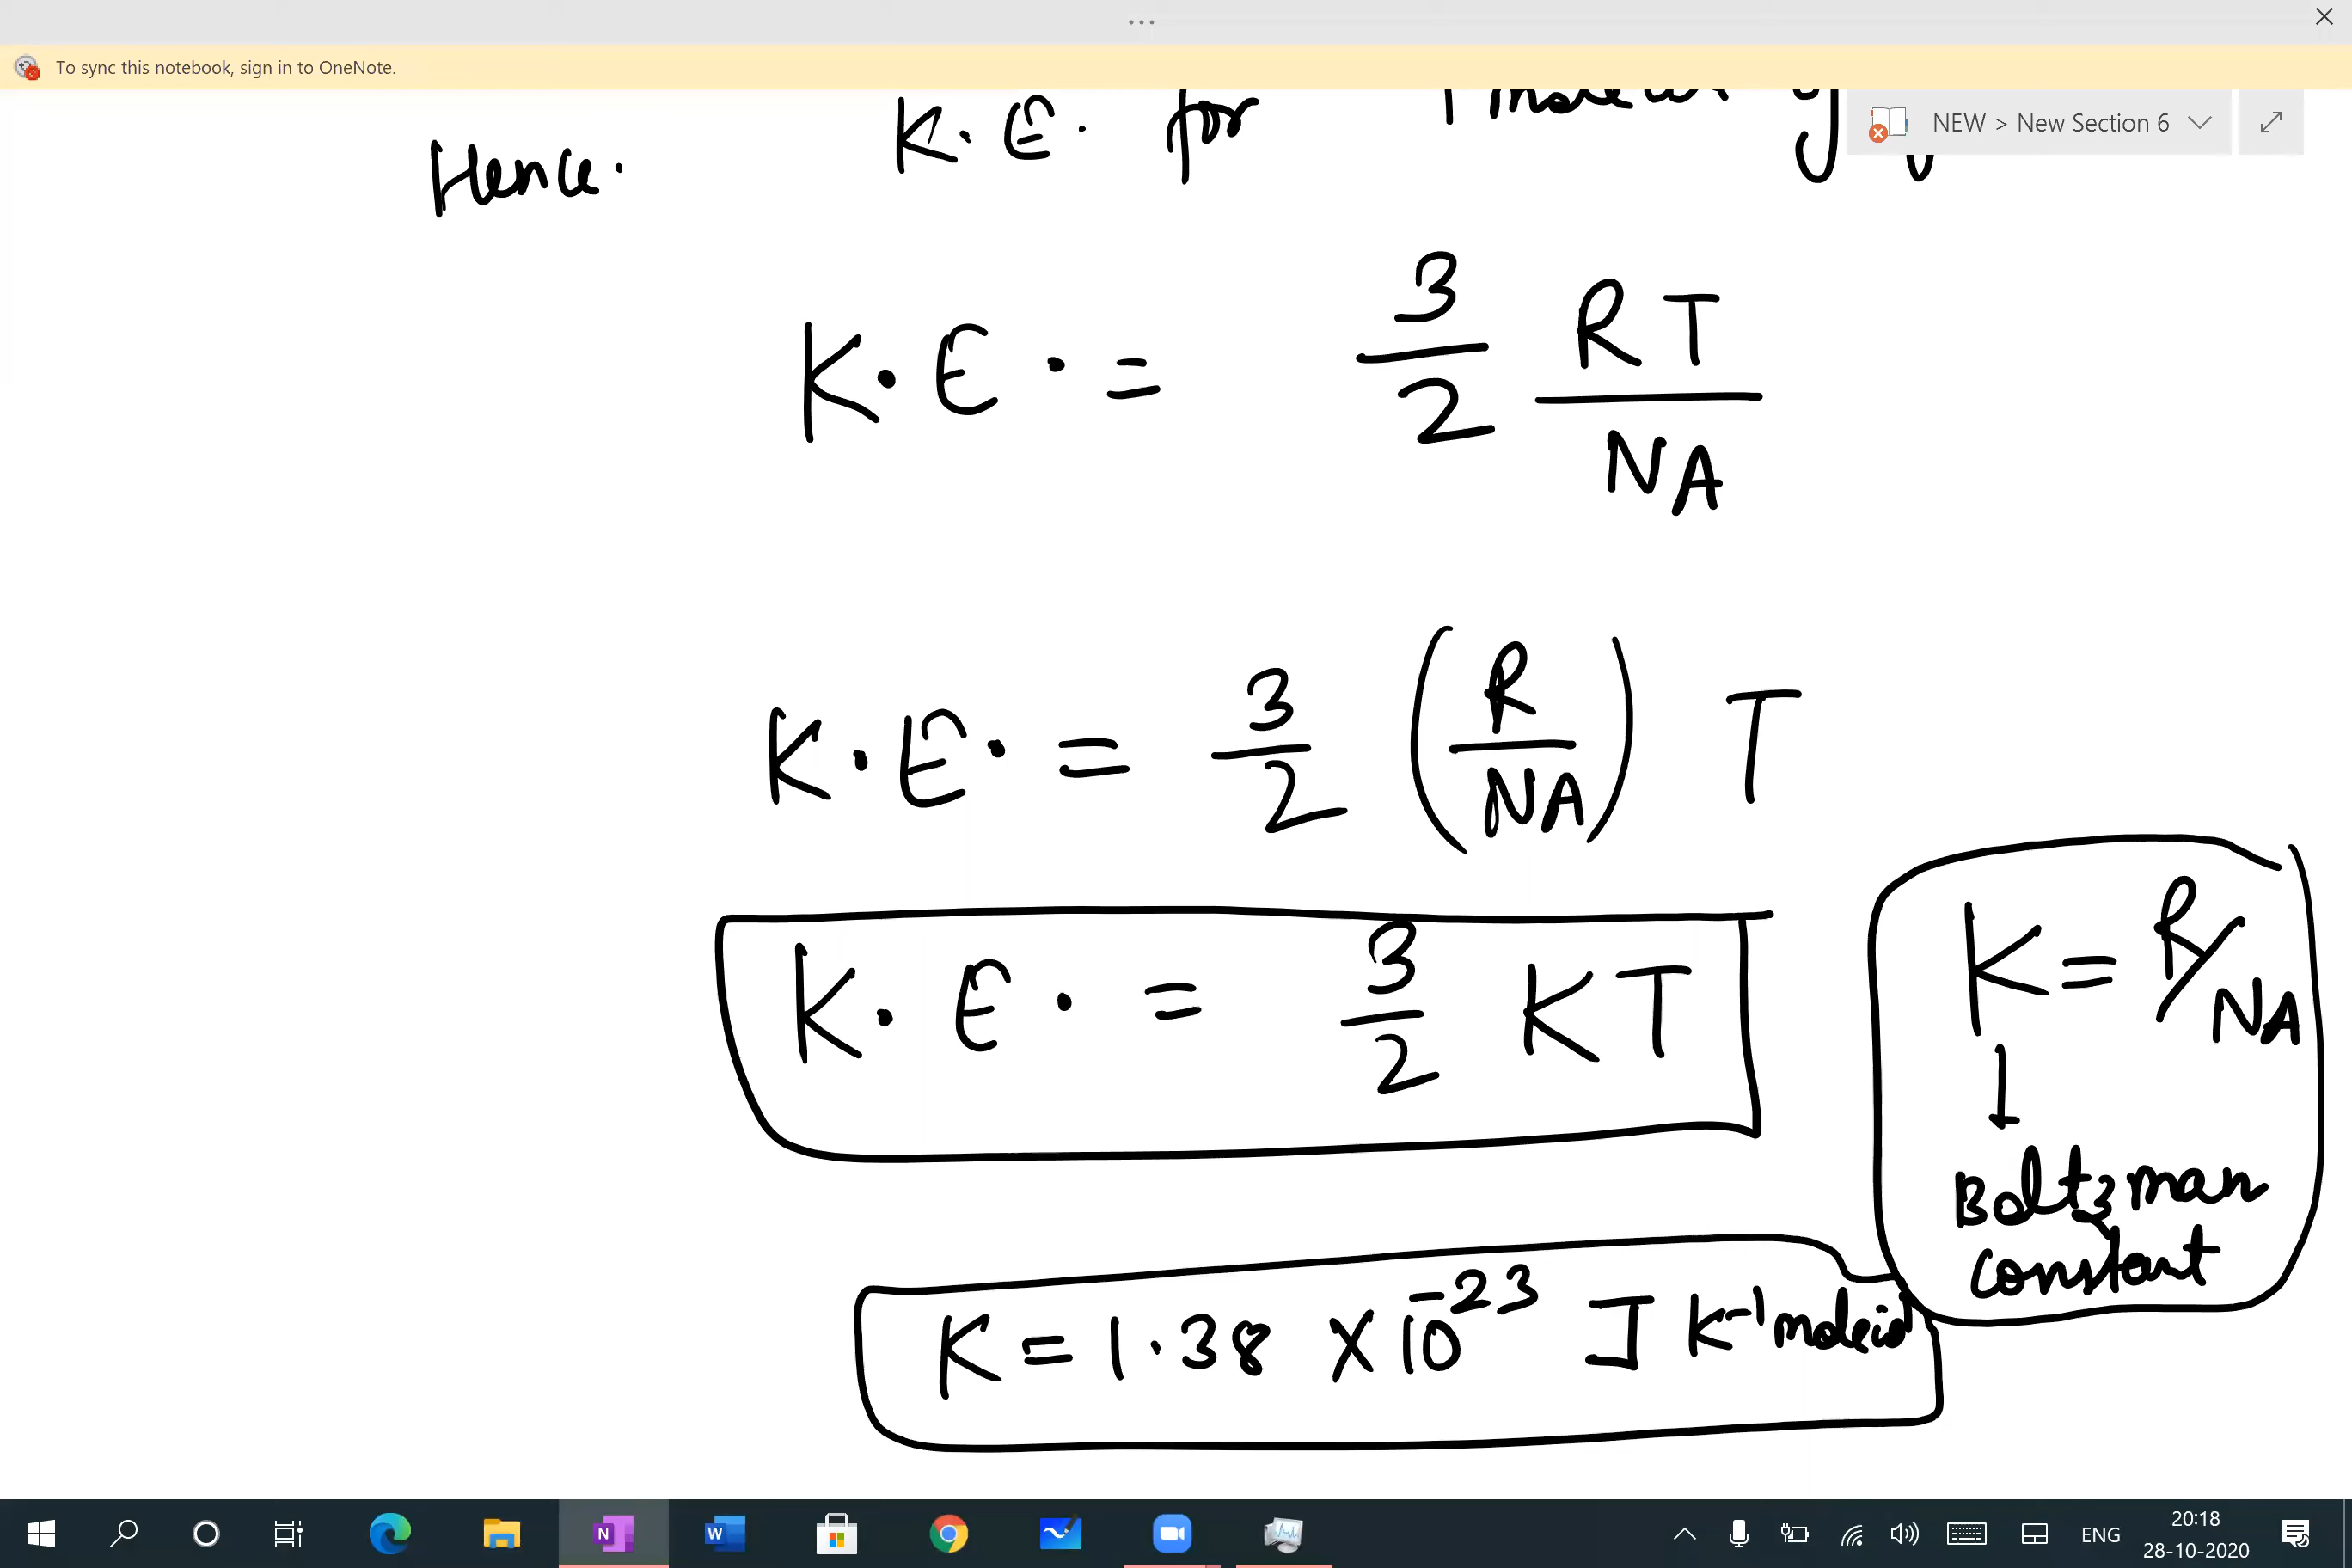 To sync this notebook, sign in to OneNote.
NEW > New Section 6
Hence. K. E. for 1
K. E. = 3/2 RT/NA
K. E. = 3/2 (R/NA) T
K. E. = 3/2 KT
K = R/NA
Boltzman
constant
K = 1.38 X 10^-23 J K^-1
ENG
20:18
28-10-2020